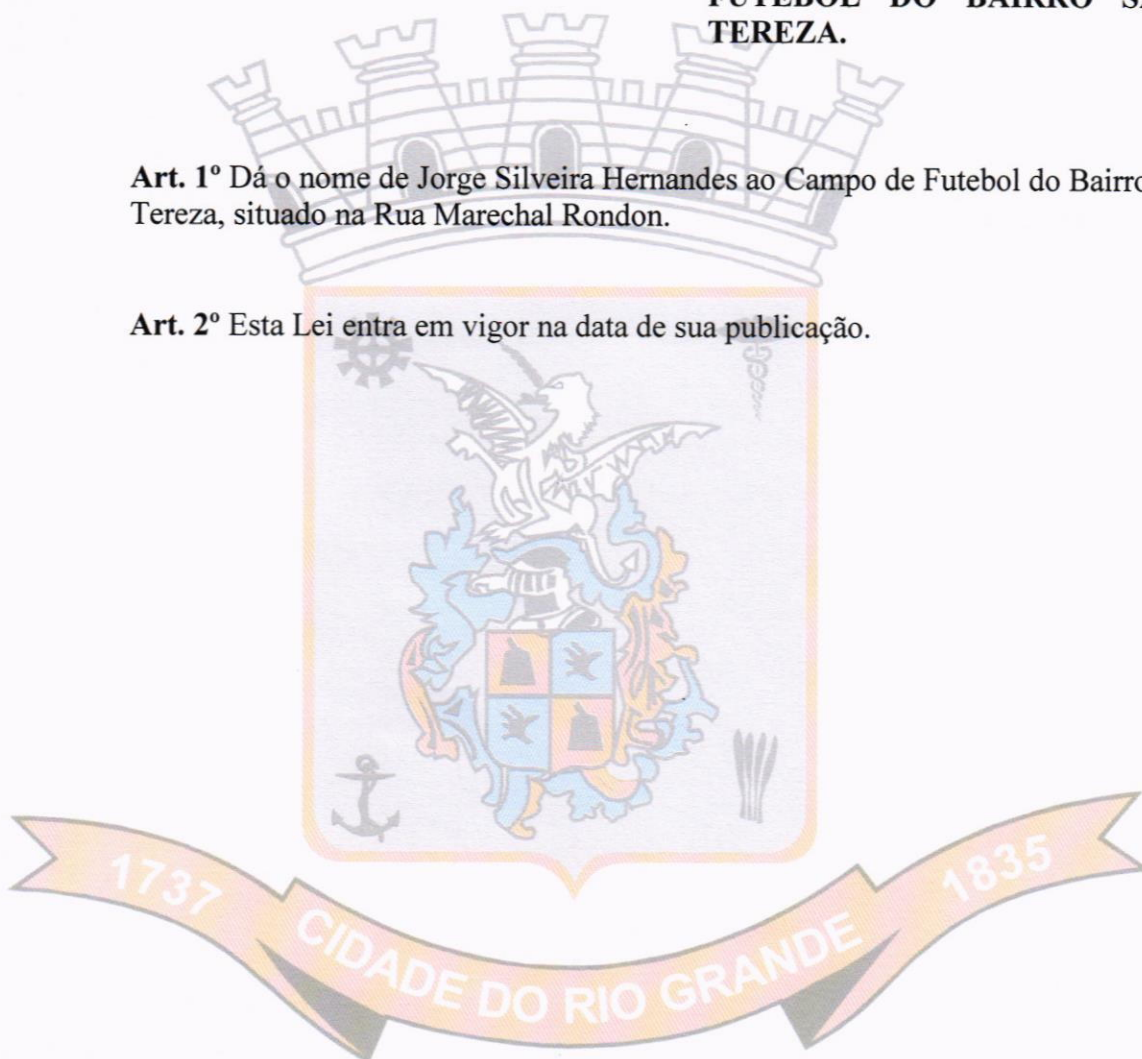 FUTEBOL DO BAIRRO
TEREZA.
Art. 1º Dá o nome de Jorge Silveira Hernandes ao Campo de Futebol do Bairro
Tereza, situado na Rua Marechal Rondon.
Art. 2º Esta Lei entra em vigor na data de sua publicação.
1737 CIDADE DO RIO GRANDE 1835